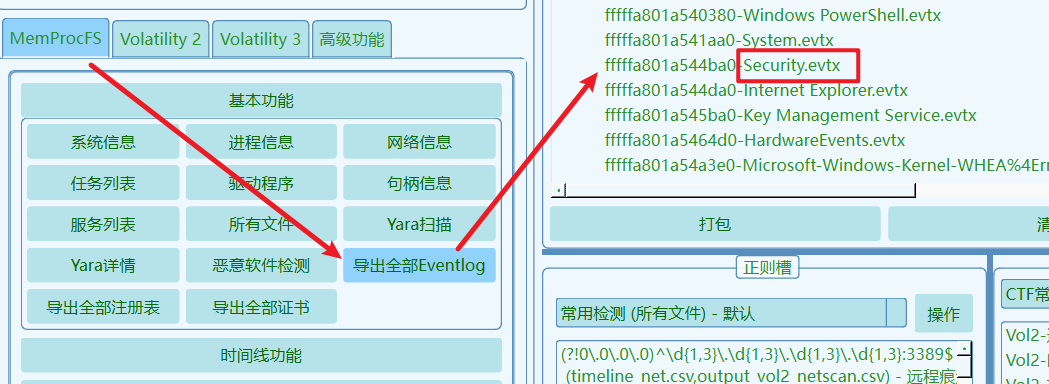 MemProcFS
Volatility 2
Volatility 3
高级功能
基本功能
系统信息
进程信息
网络信息
任务列表
驱动程序
句柄信息
服务列表
所有文件
Yara扫描
Yara详情
恶意软件检测
导出全部Eventlog
导出全部注册表
导出全部证书
时间线功能
fffffa801a540380-Windows PowerShell.evtx
fffffa801a541aa0-System.evtx
fffffa801a544ba0-Security.evtx
fffffa801a544da0-Internet Explorer.evtx
fffffa801a545ba0-Key Management Service.evtx
fffffa801a5464d0-HardwareEvents.evtx
fffffa801a54a3e0-Microsoft-Windows-Kernel-WHEA%4Err
打包
正则槽
常用检测 (所有文件) - 默认
操作
(?!0\.0\.0\.0)^\d{1,3}\.\d{1,3}\.\d{1,3}\.\d{1,3}:3389$
(timeline_net.csv,output_vol2_netscan.csv) - 远程痕
CTF常
Vol2-
Vol2-